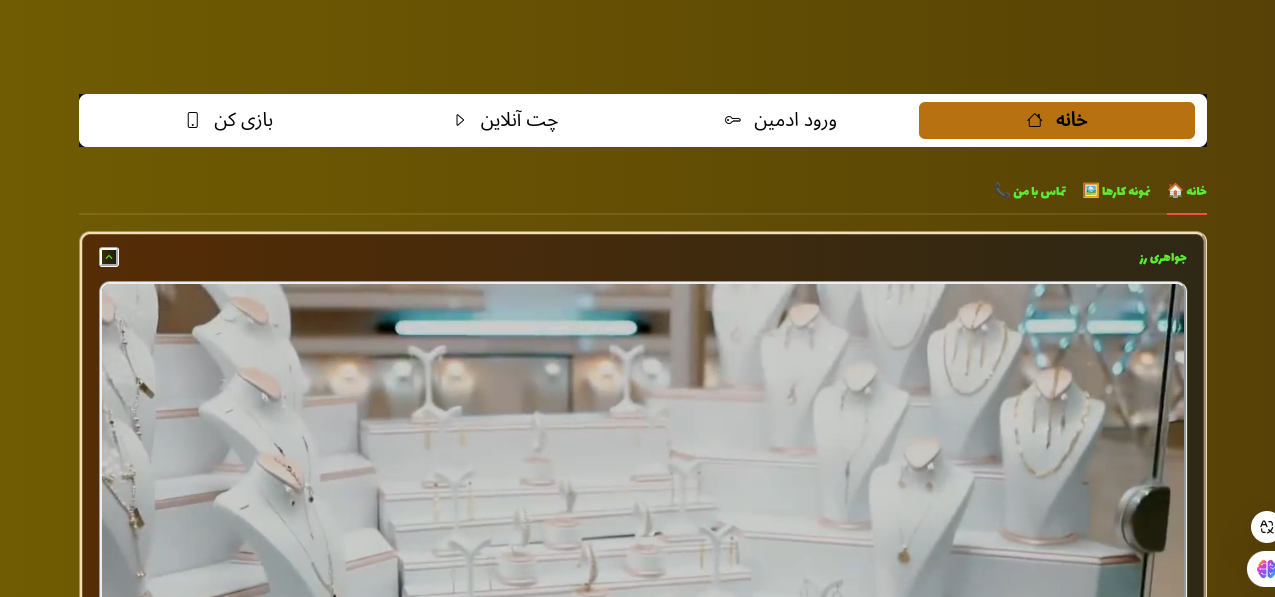 خانه ورود ادمین چت آنلاین بازی کن
خانه 🏠 نمونه کارها 🖼️ تماس با من 📞
جواهری رز